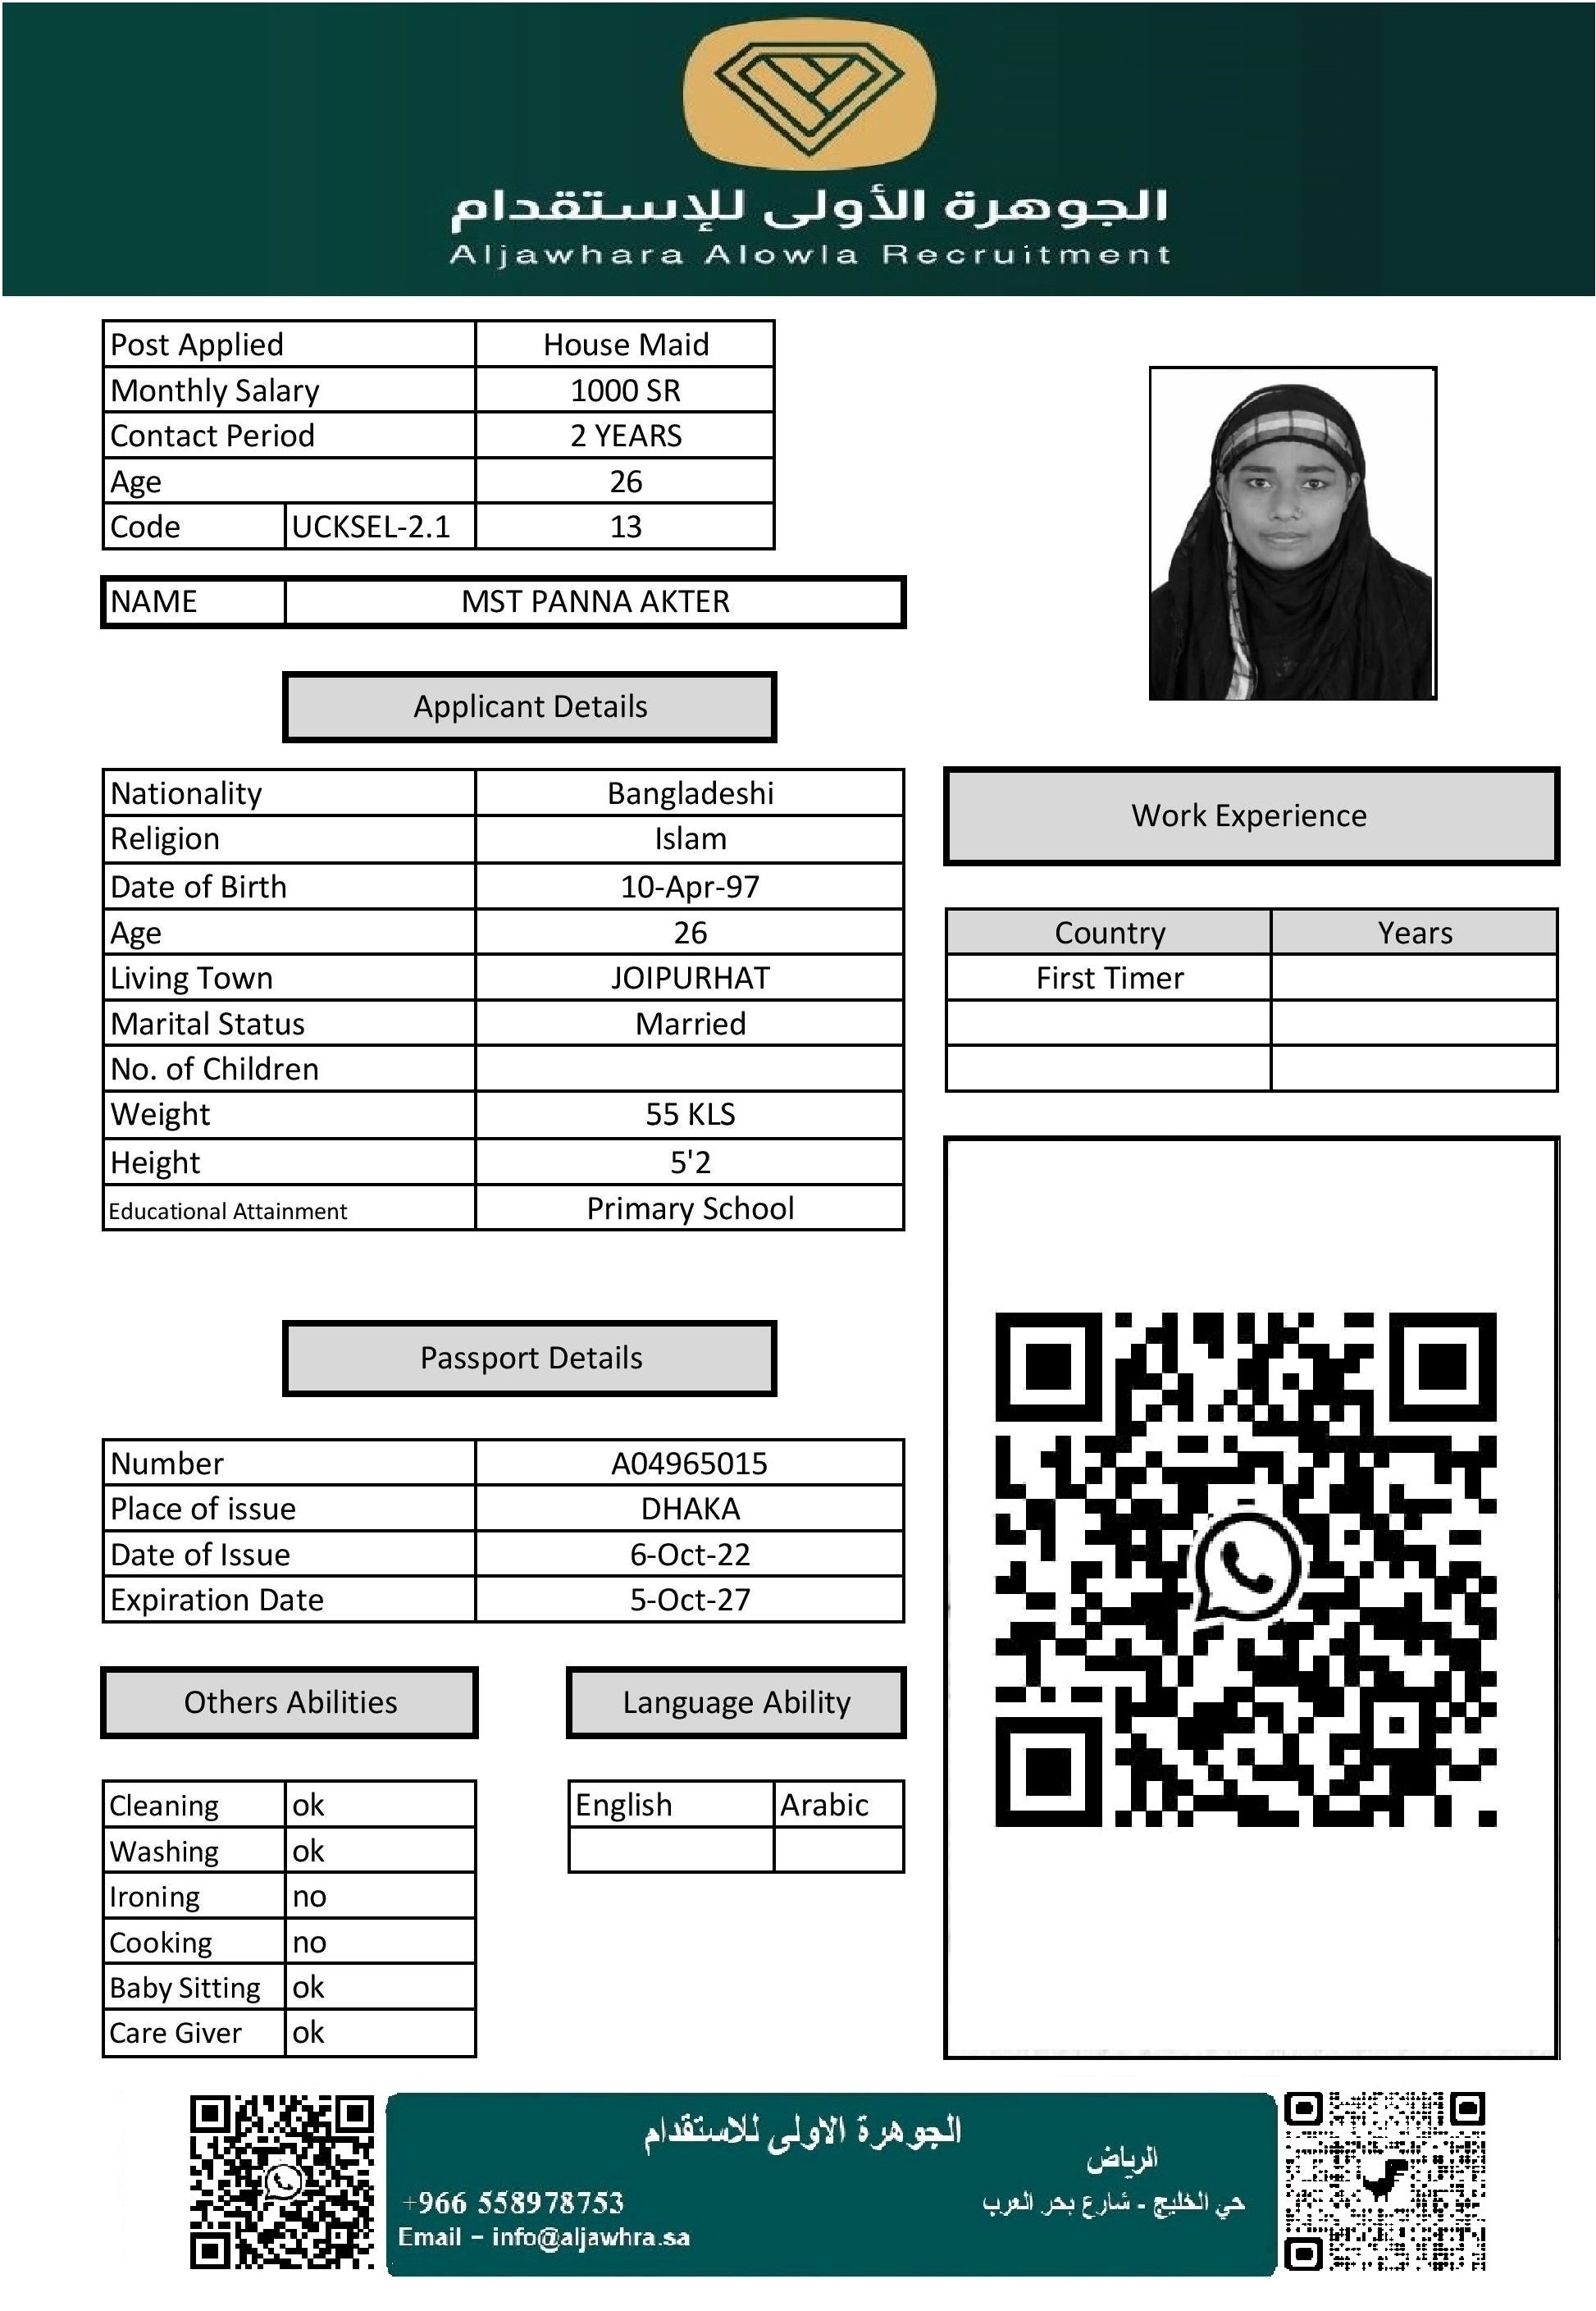 الجوهرة الأولى للإستقدام
Aljawhara Alowla Recruitment
Post Applied House Maid
Monthly Salary 1000 SR
Contact Period 2 YEARS
Age 26
Code UCKSEL-2.1 13
NAME MST PANNA AKTER
Applicant Details
Nationality Bangladeshi
Religion Islam
Date of Birth 10-Apr-97
Age 26
Living Town JOIPURHAT
Marital Status Married
No. of Children
Weight 55 KLS
Height 5'2
Educational Attainment Primary School
Work Experience
Country Years
First Timer
Passport Details
Number A04965015
Place of issue DHAKA
Date of Issue 6-Oct-22
Expiration Date 5-Oct-27
Others Abilities
Cleaning ok
Washing ok
Ironing no
Cooking no
Baby Sitting ok
Care Giver ok
Language Ability
English Arabic
الجوهرة الاولى للاستقدام
الرياض
حي الخليج - شارع بحر العرب
+966 558978753
Email – info@aljawhra.sa